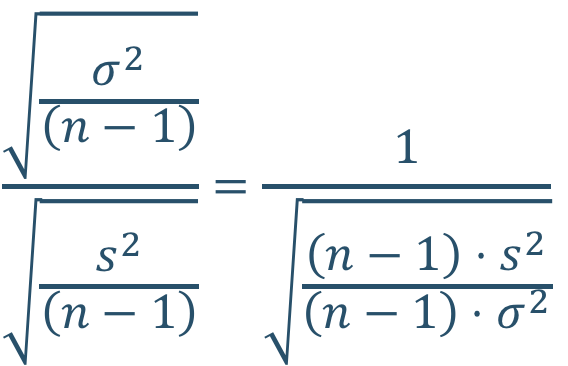 √(σ²/(n − 1)) / √(s²/(n − 1)) = 1 / √((n − 1) · s²/(n − 1) · σ²)